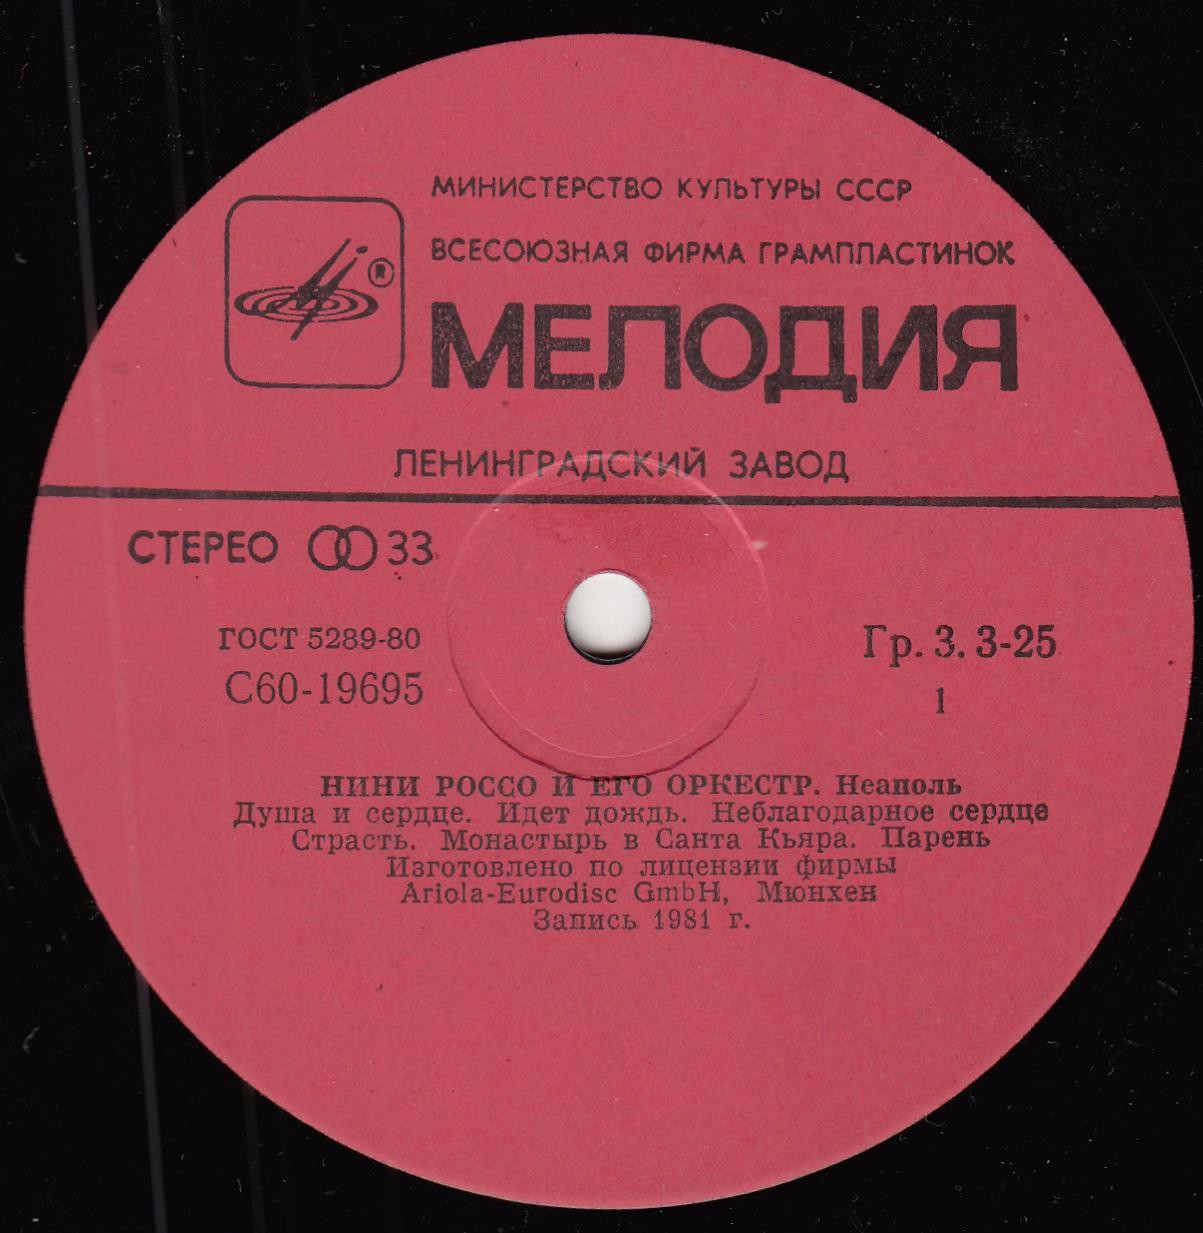 МИНИСТЕРСТВО КУЛЬТУРЫ СССР
ВСЕСОЮЗНАЯ ФИРМА ГРАМПЛАСТИНОК
®
МЕЛОДИЯ
ЛЕНИНГРАДСКИЙ ЗАВОД
СТЕРЕО 33
ГОСТ 5289-80
Гр. 3. 3-25
С60-19695
1
НИНИ РОССО И ЕГО ОРКЕСТР. Неаполь
Душа и сердце. Идет дождь. Неблагодарное сердце
Страсть. Монастырь в Санта Кьяра. Парень
Изготовлено по лицензии фирмы
Ariola-Eurodisc GmbH, Мюнхен
Запись 1981 г.